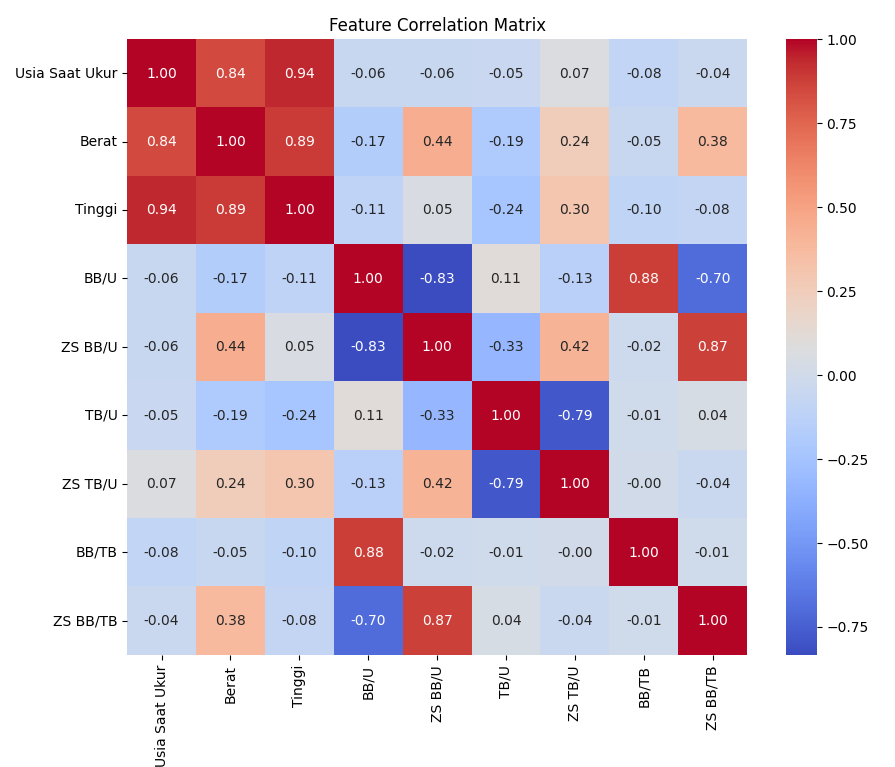 Feature Correlation Matrix
Usia Saat Ukur 1.00 0.84 0.94 -0.06 -0.06 -0.05 0.07 -0.08 -0.04
Berat 0.84 1.00 0.89 -0.17 0.44 -0.19 0.24 -0.05 0.38
Tinggi 0.94 0.89 1.00 -0.11 0.05 -0.24 0.30 -0.10 -0.08
BB/U -0.06 -0.17 -0.11 1.00 -0.83 0.11 -0.13 0.88 -0.70
ZS BB/U -0.06 0.44 0.05 -0.83 1.00 -0.33 0.42 -0.02 0.87
TB/U -0.05 -0.19 -0.24 0.11 -0.33 1.00 -0.79 -0.01 0.04
ZS TB/U 0.07 0.24 0.30 -0.13 0.42 -0.79 1.00 -0.00 -0.04
BB/TB -0.08 -0.05 -0.10 0.88 -0.02 -0.01 -0.00 1.00 -0.01
ZS BB/TB -0.04 0.38 -0.08 -0.70 0.87 0.04 -0.04 -0.01 1.00
Usia Saat Ukur
Berat
Tinggi
BB/U
ZS BB/U
TB/U
ZS TB/U
BB/TB
ZS BB/TB
1.00
0.75
0.50
0.25
0.00
−0.25
−0.50
−0.75